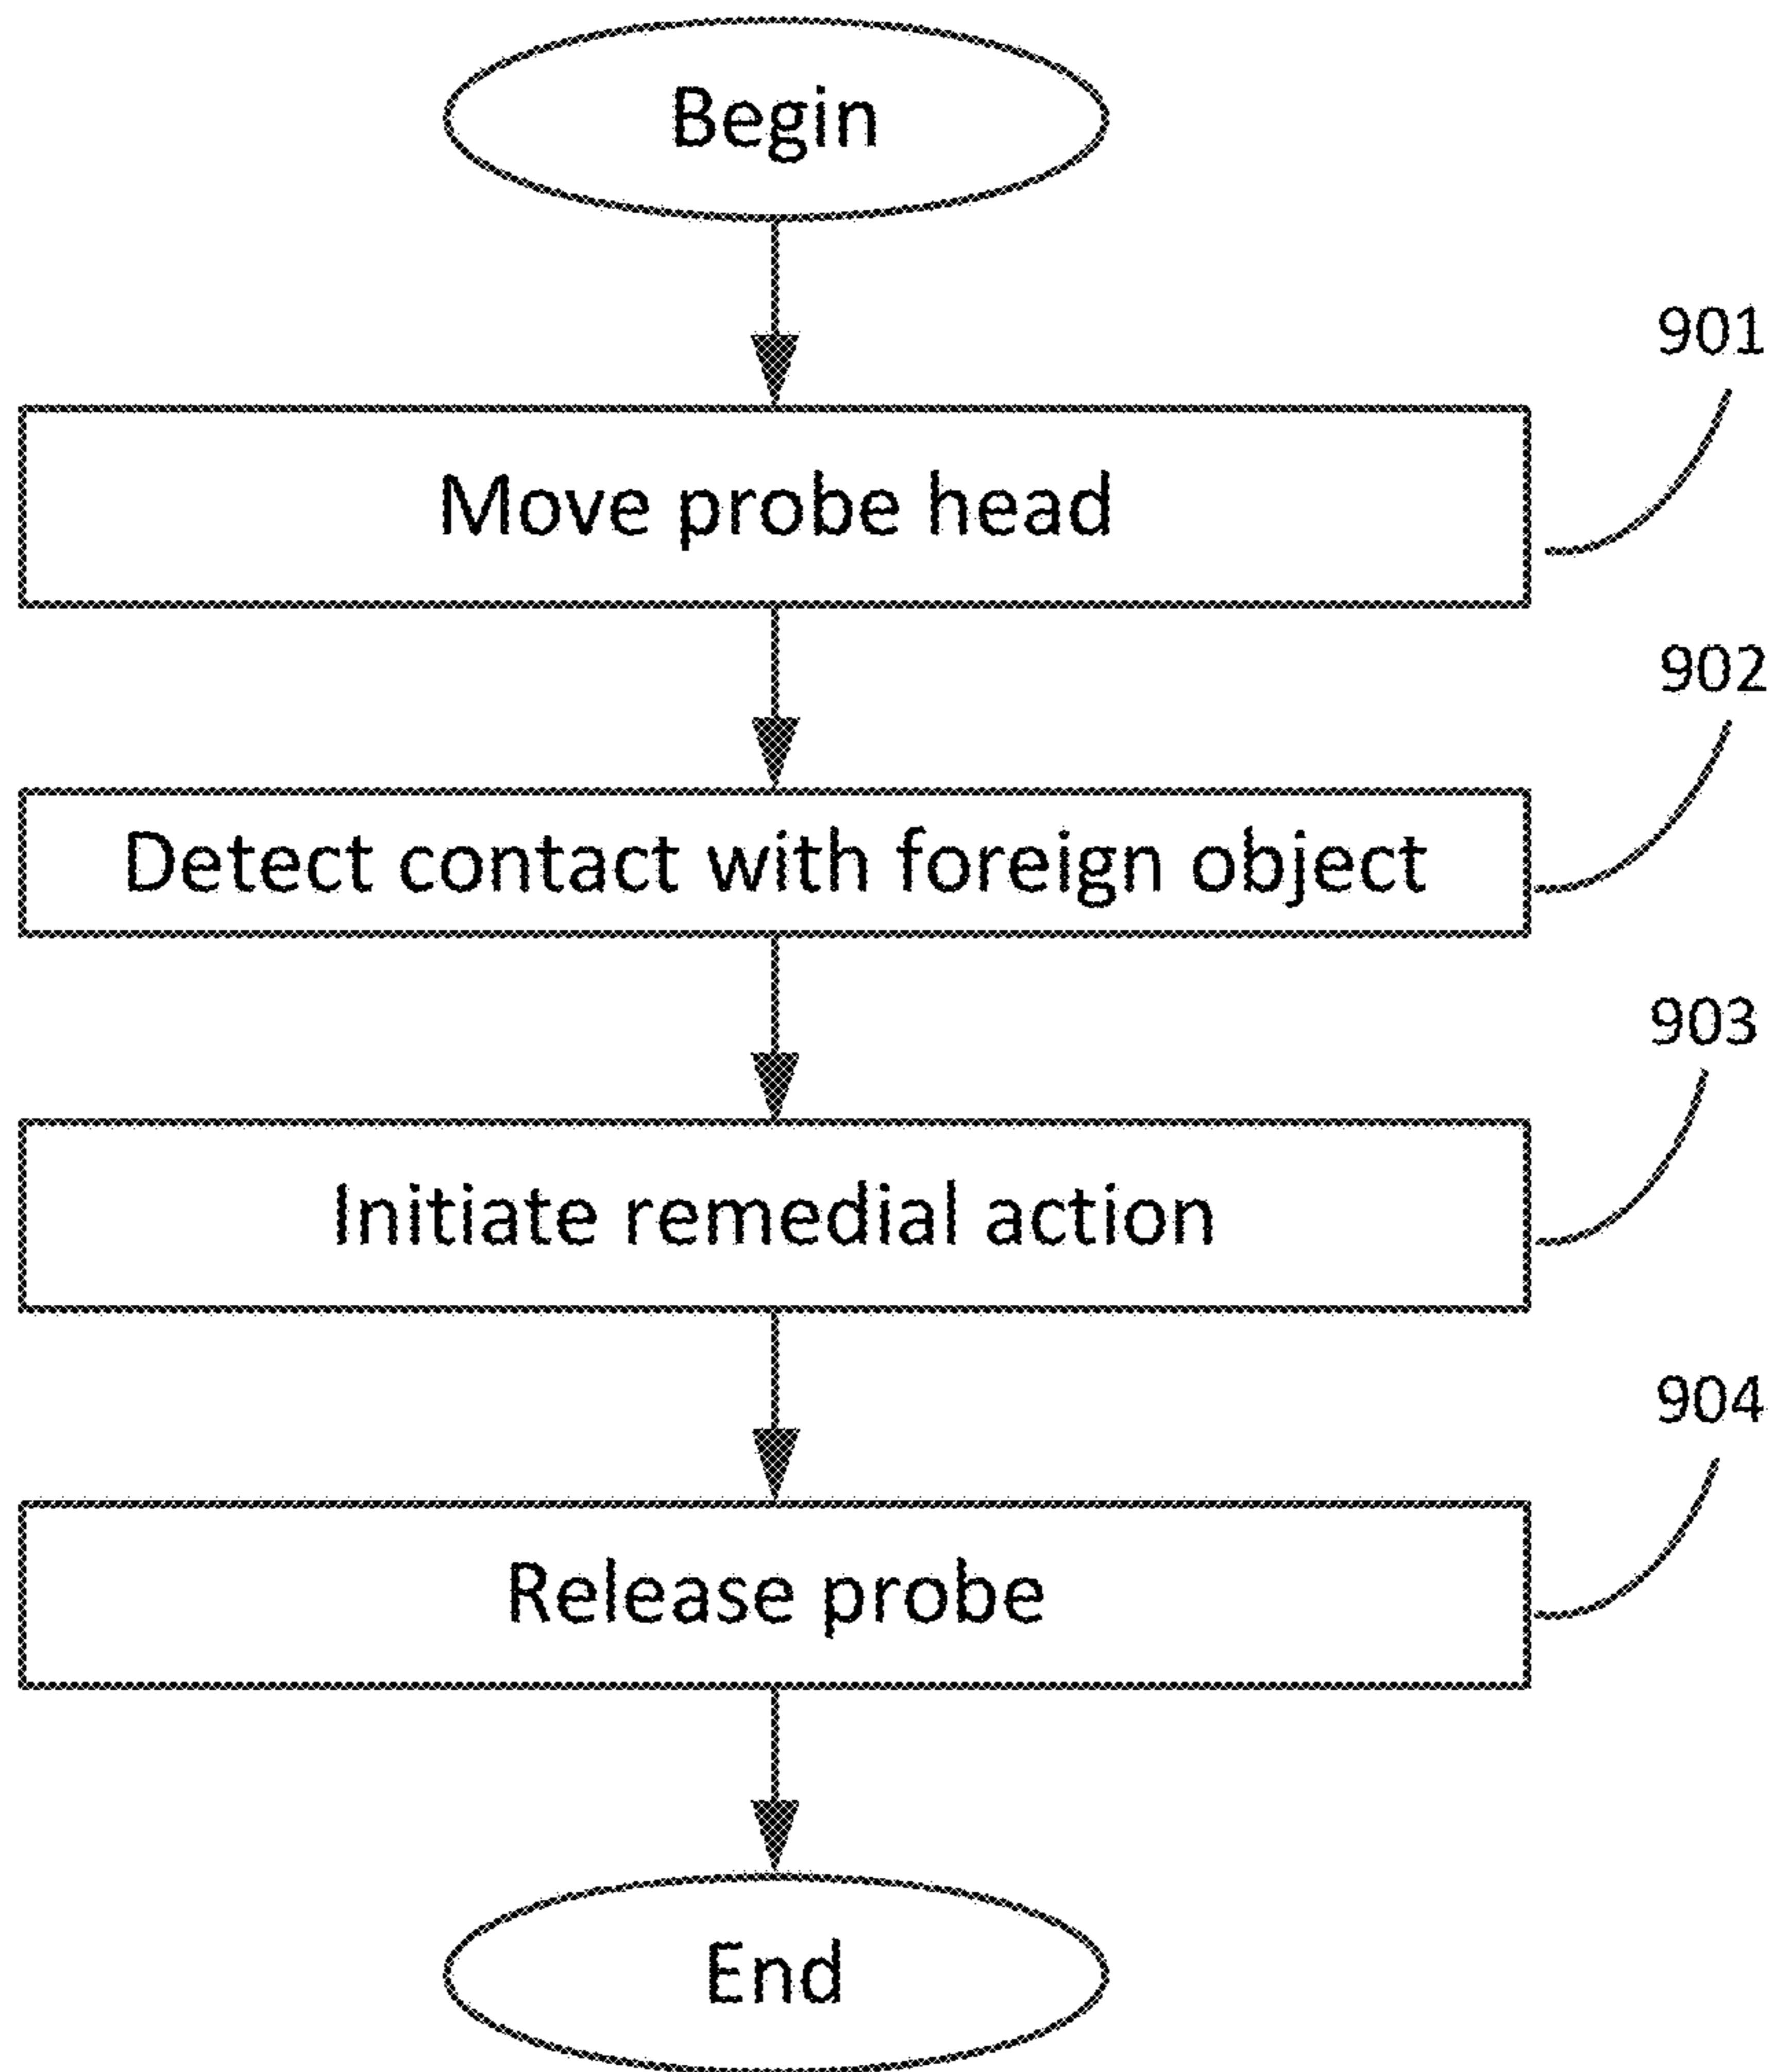 Begin
901
Move probe head
902
Detect contact with foreign object
903
Initiate remedial action
904
Release probe
End